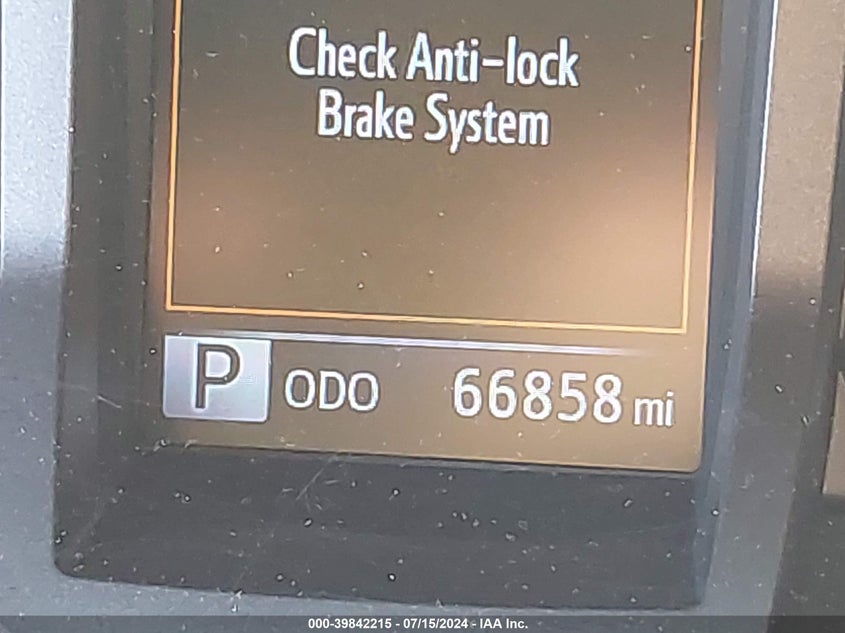 Check Anti-lock
Brake System
P ODO 66858 mi
000-39842215 - 07/15/2024 - IAA Inc.